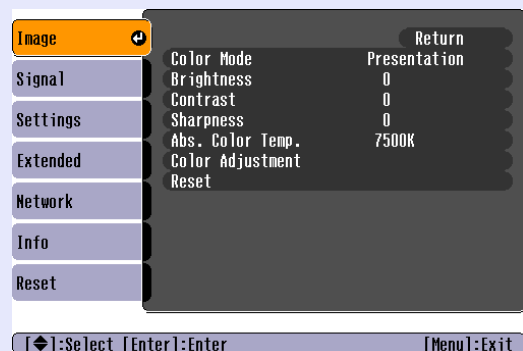 Image
Signal
Settings
Extended
Network
Info
Reset
Return
Color Mode Presentation
Brightness 0
Contrast 0
Sharpness 0
Abs. Color Temp. 7500K
Color Adjustment
Reset
[◆]:Select [Enter]:Enter [Menu]:Exit